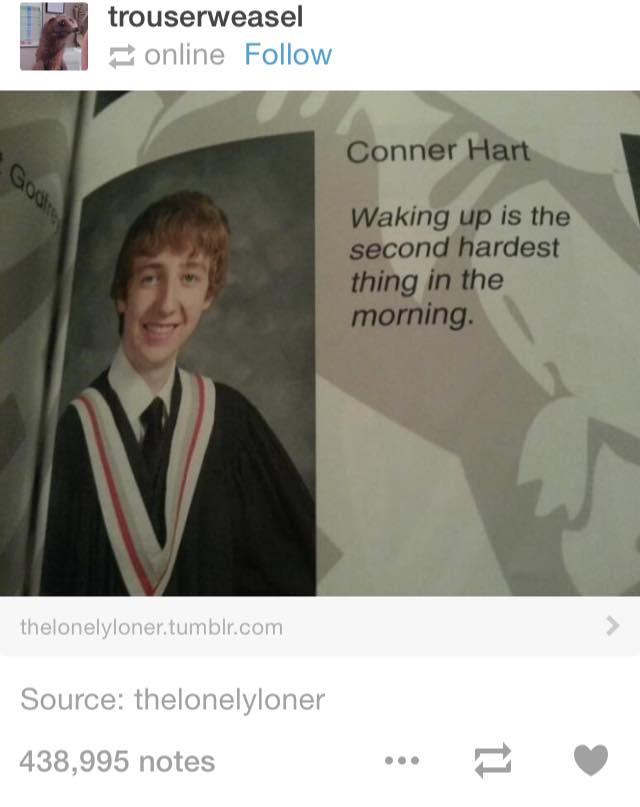 trouserweasel
online Follow
Conner Hart
Godfrey
Waking up is the
second hardest
thing in the
morning.
thelonelyloner.tumblr.com
Source: thelonelyloner
438,995 notes